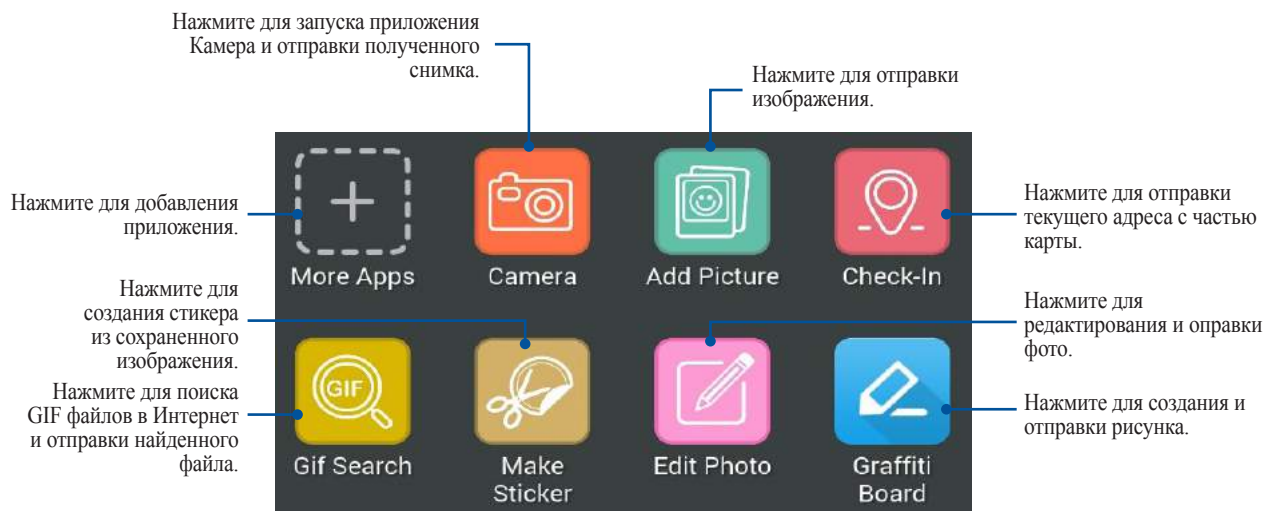 Нажмите для запуска приложения
Камера и отправки полученного
снимка.
Нажмите для отправки
изображения.
Нажмите для добавления
приложения.
More Apps
Camera
Add Picture
Check-In
Нажмите для отправки
текущего адреса с частью
карты.
Нажмите для
создания стикера
из сохраненного
изображения.
Нажмите для
редактирования и оправки
фото.
Нажмите для поиска
GIF файлов в Интернет
и отправки найденного
файла.
GIF
Gif Search
Make
Sticker
Edit Photo
Graffiti
Board
Нажмите для создания и
отправки рисунка.